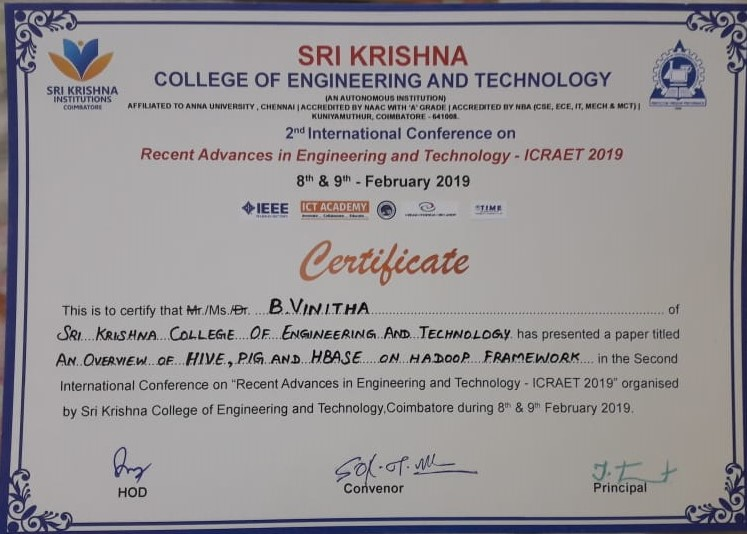 SRI KRISHNA
COLLEGE OF ENGINEERING AND TECHNOLOGY
(AN AUTONOMOUS INSTITUTION)
AFFILIATED TO ANNA UNIVERSITY , CHENNAI | ACCREDITED BY NAAC WITH 'A' GRADE | ACCREDITED BY NBA (CSE, ECE, IT, MECH & MCT) |
KUNIYAMUTHUR, COIMBATORE - 641008.
SRI KRISHNA
INSTITUTIONS
COIMBATORE
2nd International Conference on
Recent Advances in Engineering and Technology - ICRAET 2019
8th & 9th - February 2019
IEEE
ICT ACADEMY
TIME
Certificate
This is to certify that Mr./Ms./Dr. B.VINITHA of
SRI KRISHNA COLLEGE OF ENGINEERING AND TECHNOLOGY has presented a paper titled
AN OVERVIEW OF HIVE, PIG AND HBASE ON HADOOP FRAMEWORK in the Second
International Conference on “Recent Advances in Engineering and Technology - ICRAET 2019” organised
by Sri Krishna College of Engineering and Technology,Coimbatore during 8th & 9th February 2019.
HOD
Convenor
Principal